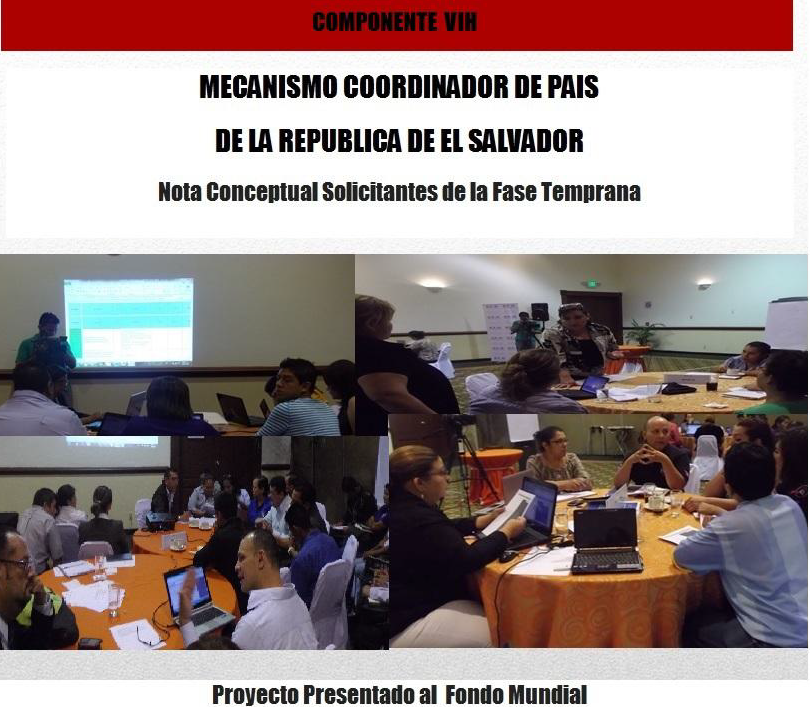 COMPONENTE VIH
MECANISMO COORDINADOR DE PAIS
DE LA REPUBLICA DE EL SALVADOR
Nota Conceptual Solicitantes de la Fase Temprana
Proyecto Presentado al Fondo Mundial